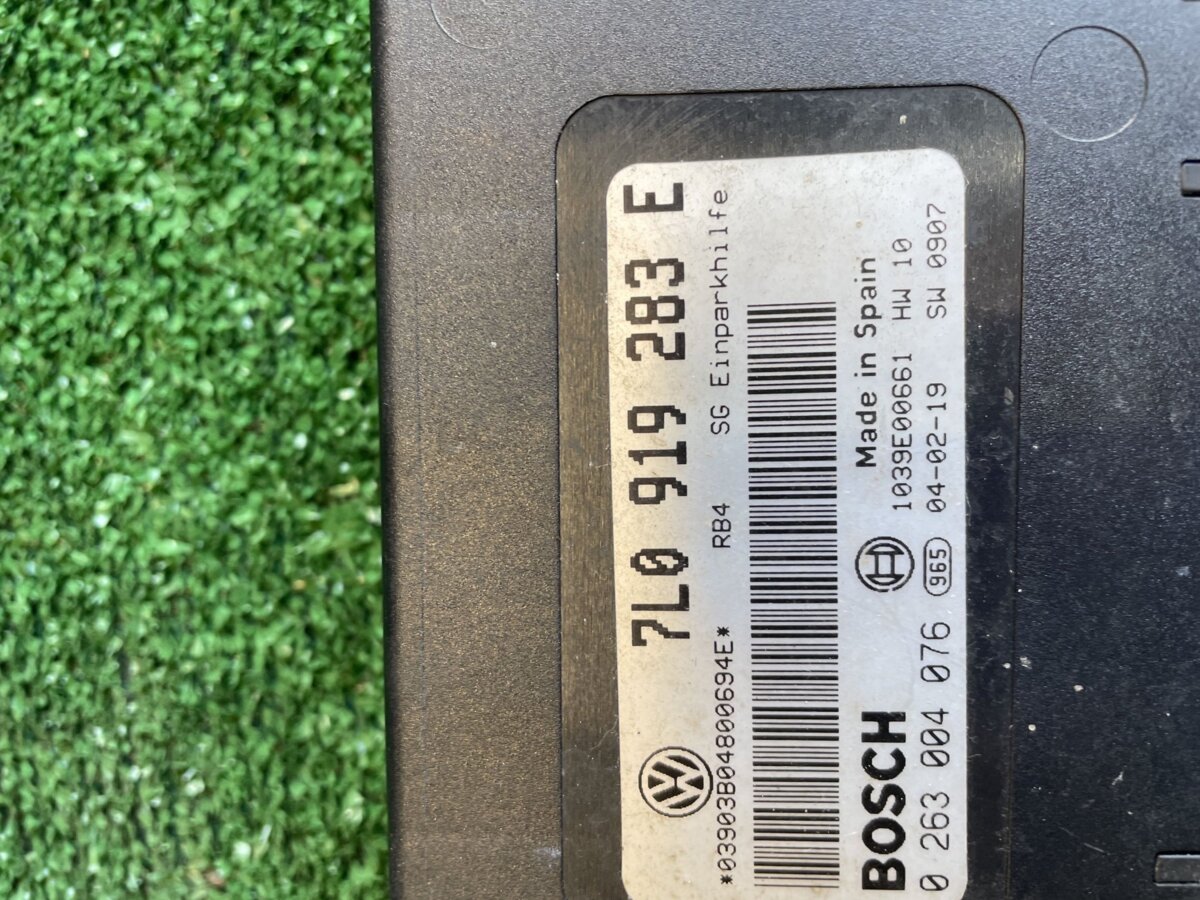 7L0 919 283 E
RB4 SG Einparkhilfe
*03903B04800694E*
Made in Spain
BOSCH 1039E00661 HW 10
0 263 004 076 965 04-02-19 SW 0907